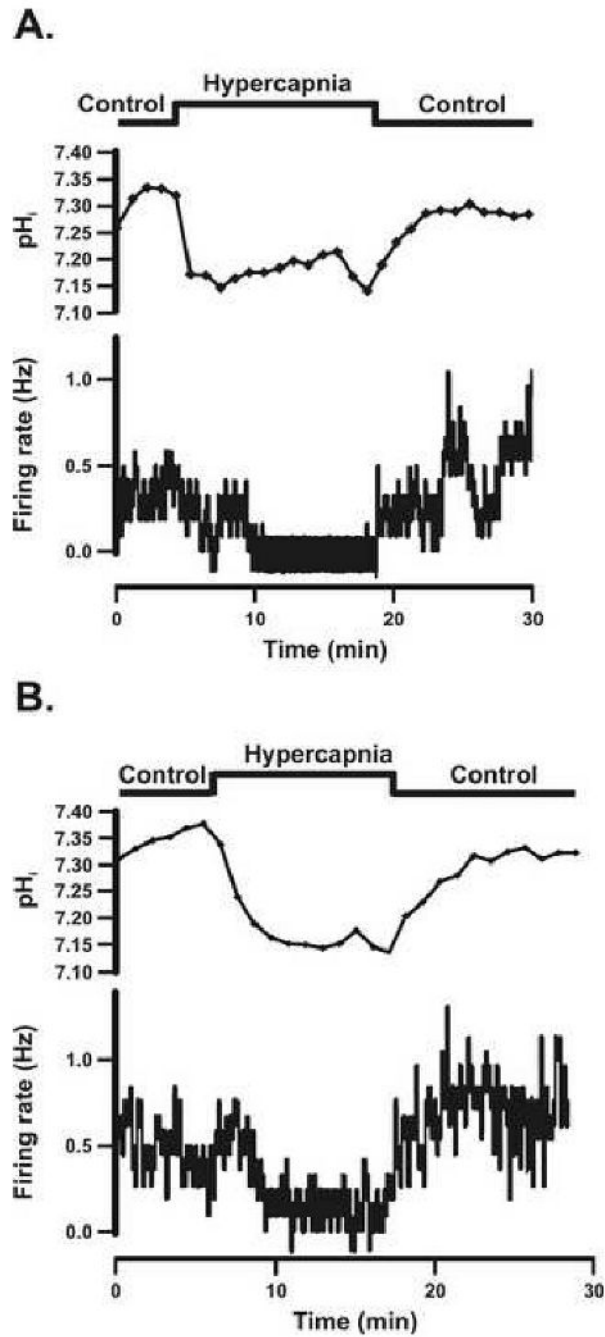 A.
Hypercapnia
Control Control
7.40
7.35
7.30
7.25
7.20
7.15
7.10
pHi
1.0
0.5
0.0
Firing rate (Hz)
0 10 20 30
Time (min)
B.
Hypercapnia
Control Control
7.40
7.35
7.30
7.25
7.20
7.15
7.10
pHi
1.0
0.5
0.0
Firing rate (Hz)
0 10 20 30
Time (min)